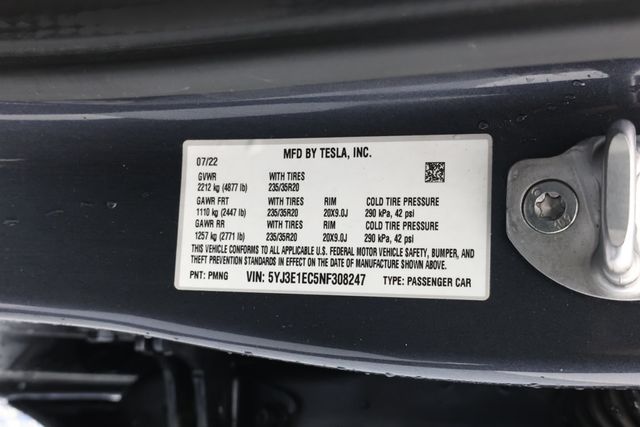 MFD BY TESLA, INC.
07/22
GVWR WITH TIRES
2212 kg (4877 lb) 235/35R20
GAWR FRT WITH TIRES RIM COLD TIRE PRESSURE
1110 kg (2447 lb) 235/35R20 20X9.0J 290 kPa, 42 psi
GAWR RR WITH TIRES RIM COLD TIRE PRESSURE
1257 kg (2771 lb) 235/35R20 20X9.0J 290 kPa, 42 psi
THIS VEHICLE CONFORMS TO ALL APPLICABLE U.S. FEDERAL MOTOR VEHICLE SAFETY, BUMPER, AND
THEFT PREVENTION STANDARDS IN EFFECT ON THE DATE OF MANUFACTURE SHOWN ABOVE.
PNT: PMNG VIN: 5YJ3E1EC5NF308247 TYPE: PASSENGER CAR